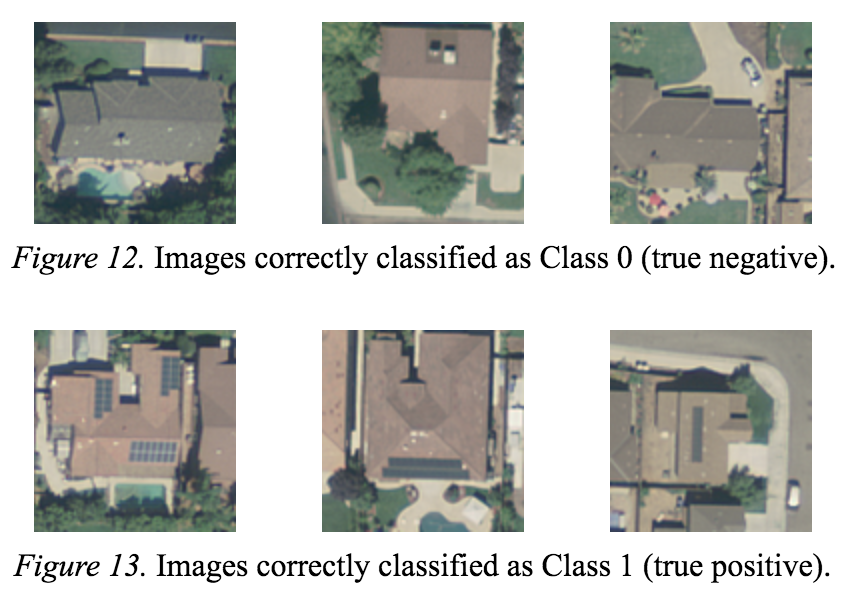 Figure 12. Images correctly classified as Class 0 (true negative).
Figure 13. Images correctly classified as Class 1 (true positive).